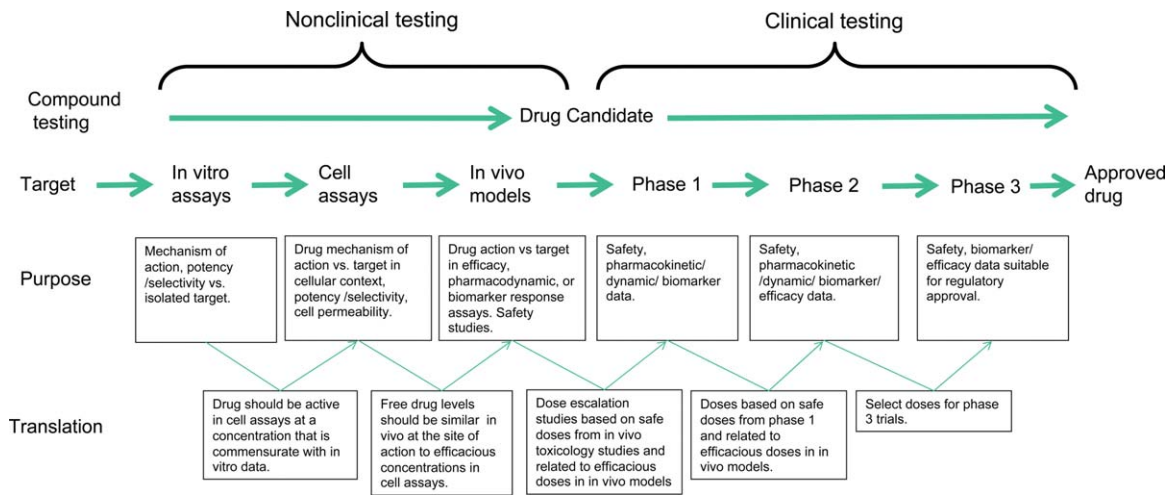 Nonclinical testing
Clinical testing
Compound
testing
Drug Candidate
Target
In vitro
assays
Cell
assays
In vivo
models
Phase 1
Phase 2
Phase 3
Approved
drug
Purpose
Mechanism of
action, potency
/selectivity vs.
isolated target.
Drug mechanism of
action vs. target in
cellular context,
potency /selectivity,
cell permeability.
Drug action vs target
in efficacy,
pharmacodynamic, or
biomarker response
assays. Safety
studies.
Safety,
pharmacokinetic/
dynamic/ biomarker
data.
Safety,
pharmacokinetic
/dynamic/ biomarker/
efficacy data.
Safety, biomarker/
efficacy data suitable
for regulatory
approval.
Translation
Drug should be active
in cell assays at a
concentration that is
commensurate with in
vitro data.
Free drug levels
should be similar in
vivo at the site of
action to efficacious
concentrations in
cell assays.
Dose escalation
studies based on safe
doses from in vivo
toxicology studies and
related to efficacious
doses in in vivo models
Doses based on safe
doses from phase 1
and related to
efficacious doses in in
vivo models.
Select doses for phase
3 trials.